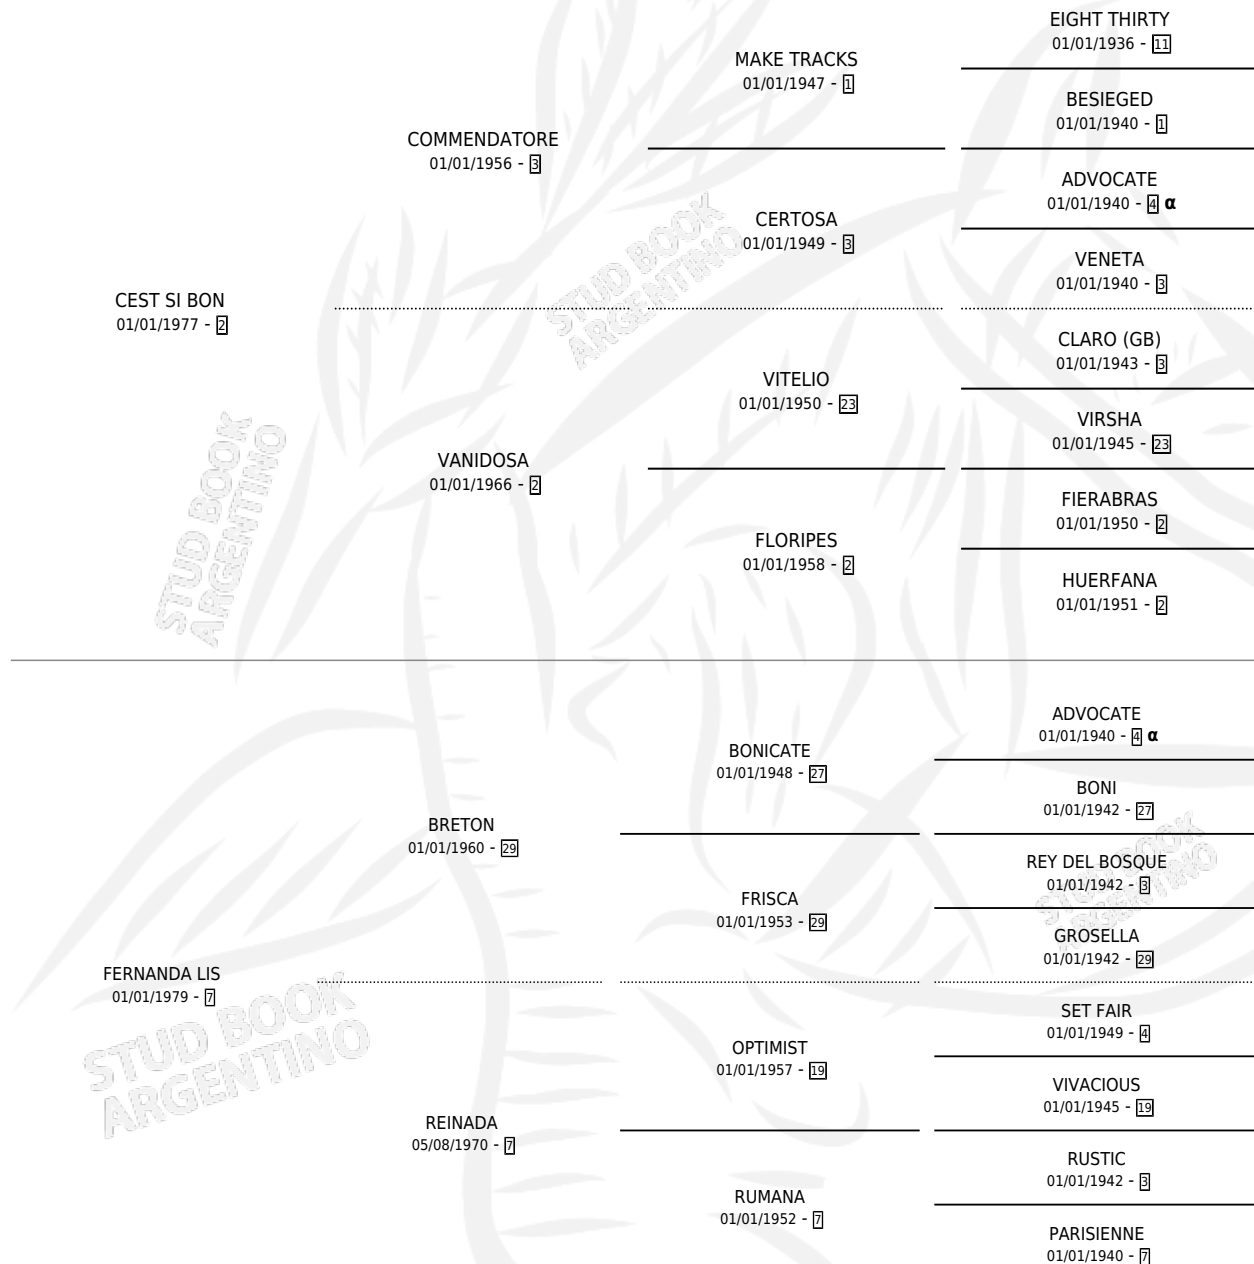 EIGHT THIRTY
01/01/1936 - 11
MAKE TRACKS
01/01/1947 - 1
BESIEGED
01/01/1940 - 1
COMMENDATORE
01/01/1956 - 3
ADVOCATE
01/01/1940 - 4 α
CERTOSA
01/01/1949 - 3
VENETA
01/01/1940 - 3
CEST SI BON
01/01/1977 - 2
CLARO (GB)
01/01/1943 - 3
VITELIO
01/01/1950 - 23
VIRSHA
01/01/1945 - 23
VANIDOSA
01/01/1966 - 2
FIERABRAS
01/01/1950 - 2
FLORIPES
01/01/1958 - 2
HUERFANA
01/01/1951 - 2
ADVOCATE
01/01/1940 - 4 α
BONICATE
01/01/1948 - 27
BONI
01/01/1942 - 27
BRETON
01/01/1960 - 29
REY DEL BOSQUE
01/01/1942 - 3
FRISCA
01/01/1953 - 29
GROSELLA
01/01/1942 - 29
FERNANDA LIS
01/01/1979 - 7
SET FAIR
01/01/1949 - 4
OPTIMIST
01/01/1957 - 19
VIVACIOUS
01/01/1945 - 19
REINADA
05/08/1970 - 7
RUSTIC
01/01/1942 - 3
RUMANA
01/01/1952 - 7
PARISIENNE
01/01/1940 - 7
STUD BOOK
ARGENTINO
STUD BOOK
ARGENTINO
STUD BOOK
ARGENTINO
STUD BOOK
ARGENTINO